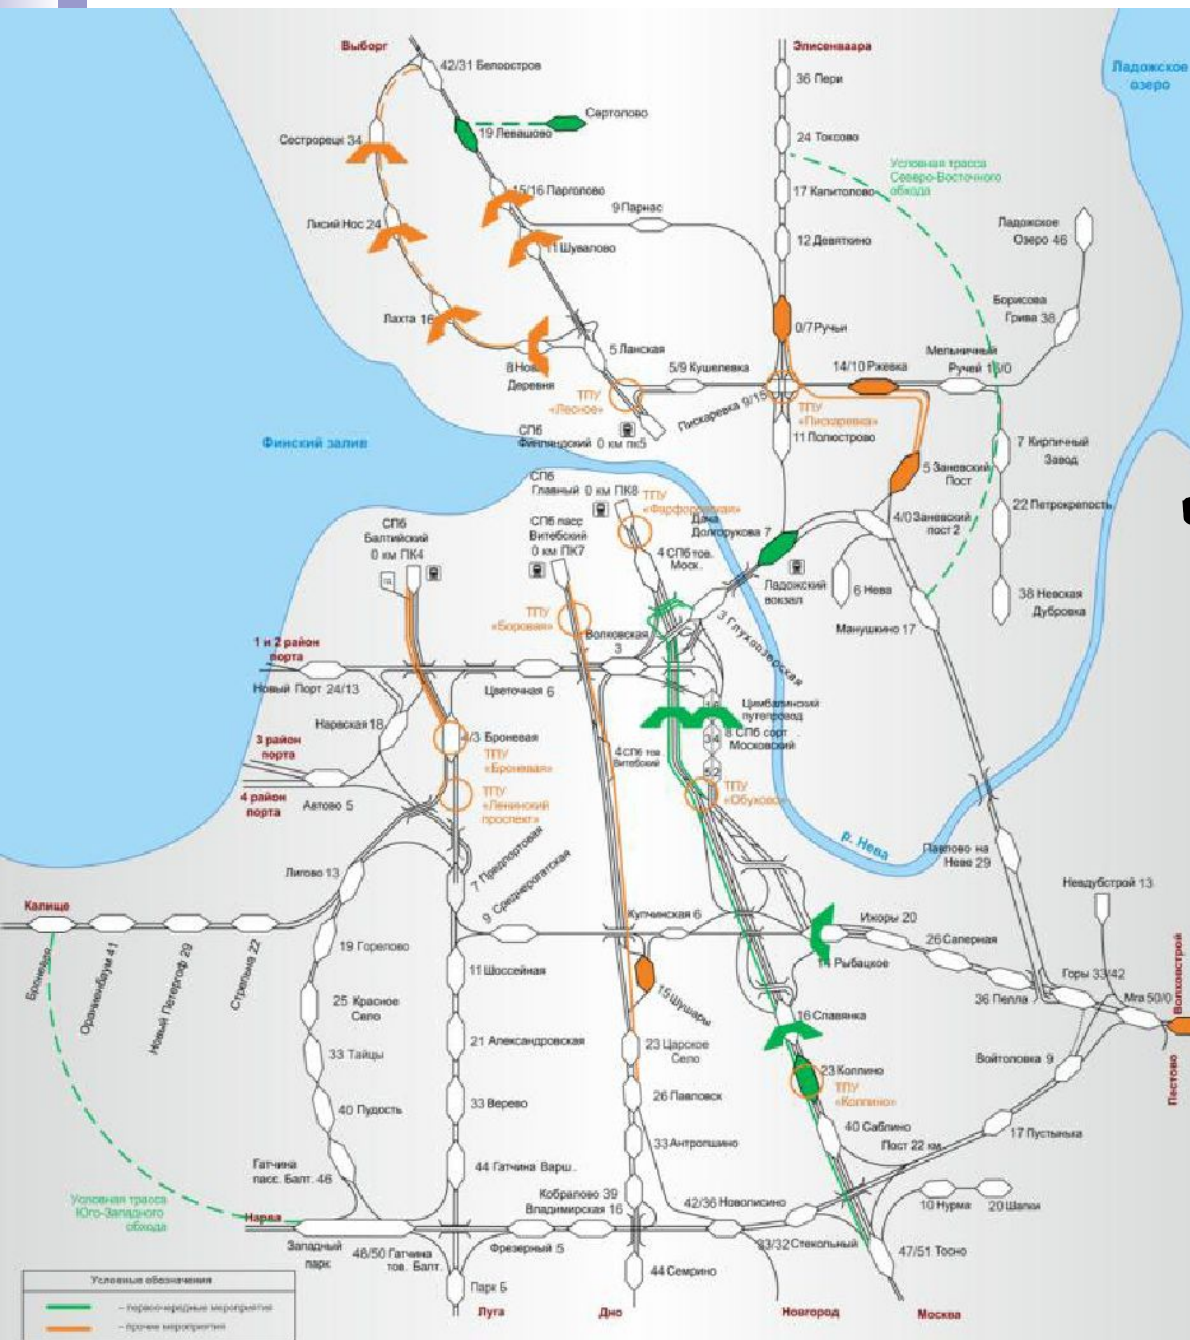 Выборг
42/31 Белоостров
Элисенваара
36 Пери
Ладожское
озеро
Сертолово
19 Левашово
Сестрорецк 34
24 Токсово
Условная трасса
Северо-Восточного
обхода
15/16 Парголово
17 Капитолово
9 Парнас
Лисий Нос 24
11 Шувалово
12 Девяткино
Ладожское
Озеро 46
Борисова
Грива 38
Лахта 16
0/7 Ручьи
5 Ланская
8 Новая
Деревня
5/9 Кушелевка
14/10 Ржевка
Мельничный
Ручей 15/0
ТПУ
«Лесное»
Пискаревка 9/15
ТПУ
«Пискаревка»
СПб
Финляндский 0 км пк5
11 Полюстрово
7 Кирпичный
Завод
Финский залив
5 Заневский
Пост
СПб
Главный 0 км ПК8
ТПУ
«Фарфоровская»
22 Петрокрепость
СПб
Балтийский
0 км ПК4
СПб пасс
Витебский
0 км ПК7
Дача
Долгорукова 7
4/0 Заневский
пост 2
4 СПб тов.
Моск.
Ладожский
вокзал
6 Нева
38 Невская
Дубровка
ТПУ
«Боровая»
Волковская
3
3 Глухоозерская
Манушкино 17
1 и 2 район
порта
Новый Порт 24/13
Цветочная 6
Цимбалинский
путепровод
Нарвская 18
4/3 Броневая
ТПУ
«Броневая»
4 СПб тов
Витебский
8 СПб сорт.
Московский
34
52
3 район
порта
4 район
порта
Автово 5
ТПУ
«Ленинский
проспект»
ТПУ
«Обухово»
р. Нева
Павлово на
Неве 29
Лигово 13
7 Предпортовая
9 Среднерогатская
Невдубстрой 13
Калище
Купчинская 6
Ижоры 20
26 Саперная
Броневая
Ораниенбаум 41
Новый Петергоф 29
Стрельна 22
19 Горелово
11 Шоссейная
14 Рыбацкое
Горы 33/42
36 Пелла
Мга 50/0
Волховстрой
25 Красное
Село
15 Шушары
16 Славянка
33 Тайцы
21 Александровская
23 Царское
Село
23 Колпино
ТПУ
«Колпино»
Войтоловка 9
Пестово
40 Пудость
33 Верево
26 Павловск
40 Саблино
Пост 22 км
17 Пустынька
33 Антропшино
Гатчина
пасс. Балт. 46
44 Гатчина Варш.
Кобралово 39
Владимирская 16
42/36 Новолисино
10 Нурма
20 Шапки
Условная трасса
Юго-Западного
обхода
Нарва
Западный
парк
48/50 Гатчина
тов. Балт.
Фрезерный 5
33/32 Стекольный
47/51 Тосно
44 Семрино
Парк Б
Условные обозначения
– первоочередные мероприятия
– прочие мероприятия
Луга
Дно
Новгород
Москва